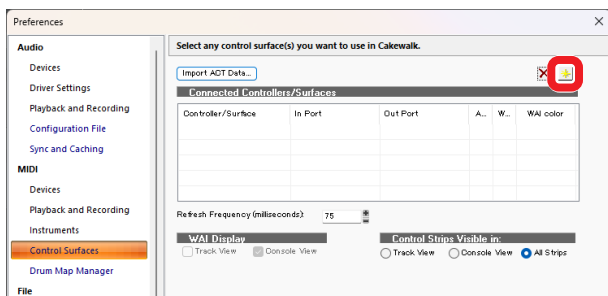 Preferences
Audio
Devices
Driver Settings
Playback and Recording
Configuration File
Sync and Caching
MIDI
Devices
Playback and Recording
Instruments
Control Surfaces
Drum Map Manager
File
Select any control surface(s) you want to use in Cakewalk.
Import ACT Data...
Connected Controllers/Surfaces
Controller/Surface In Port Out Port A... W... WAI color
Refresh Frequency (milliseconds): 75
WAI Display
Track View Console View
Control Strips Visible in:
Track View Console View All Strips